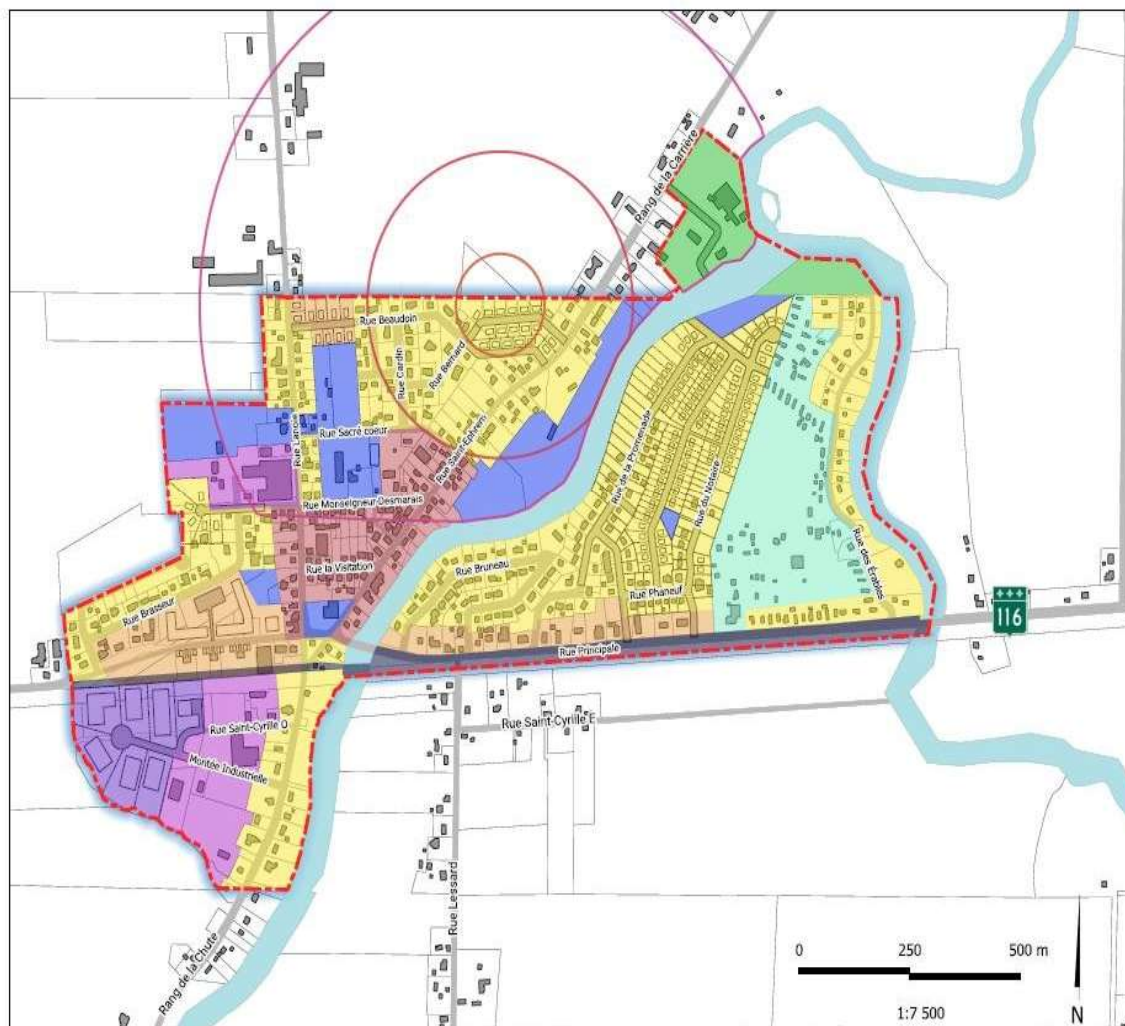 Rang de la Carrière
Rue Beaudoin
Rue Cardin
Rue Bernard
Rue Lanoie
Rue Sacré coeur
Rue Saint-Ephrem
Rue Monseigneur-Desmarais
Rue la Visitation
Rue de la Promenade
Rue du Notaire
Rue Bruneau
Rue Phaneuf
Rue des Érables
Rue Brasseur
Rue Principale
116
Rue Saint-Cyrille O
Rue Saint-Cyrille E
Montée Industrielle
Rue Lessard
Rang de la Chute
0 250 500 m
1:7 500
N